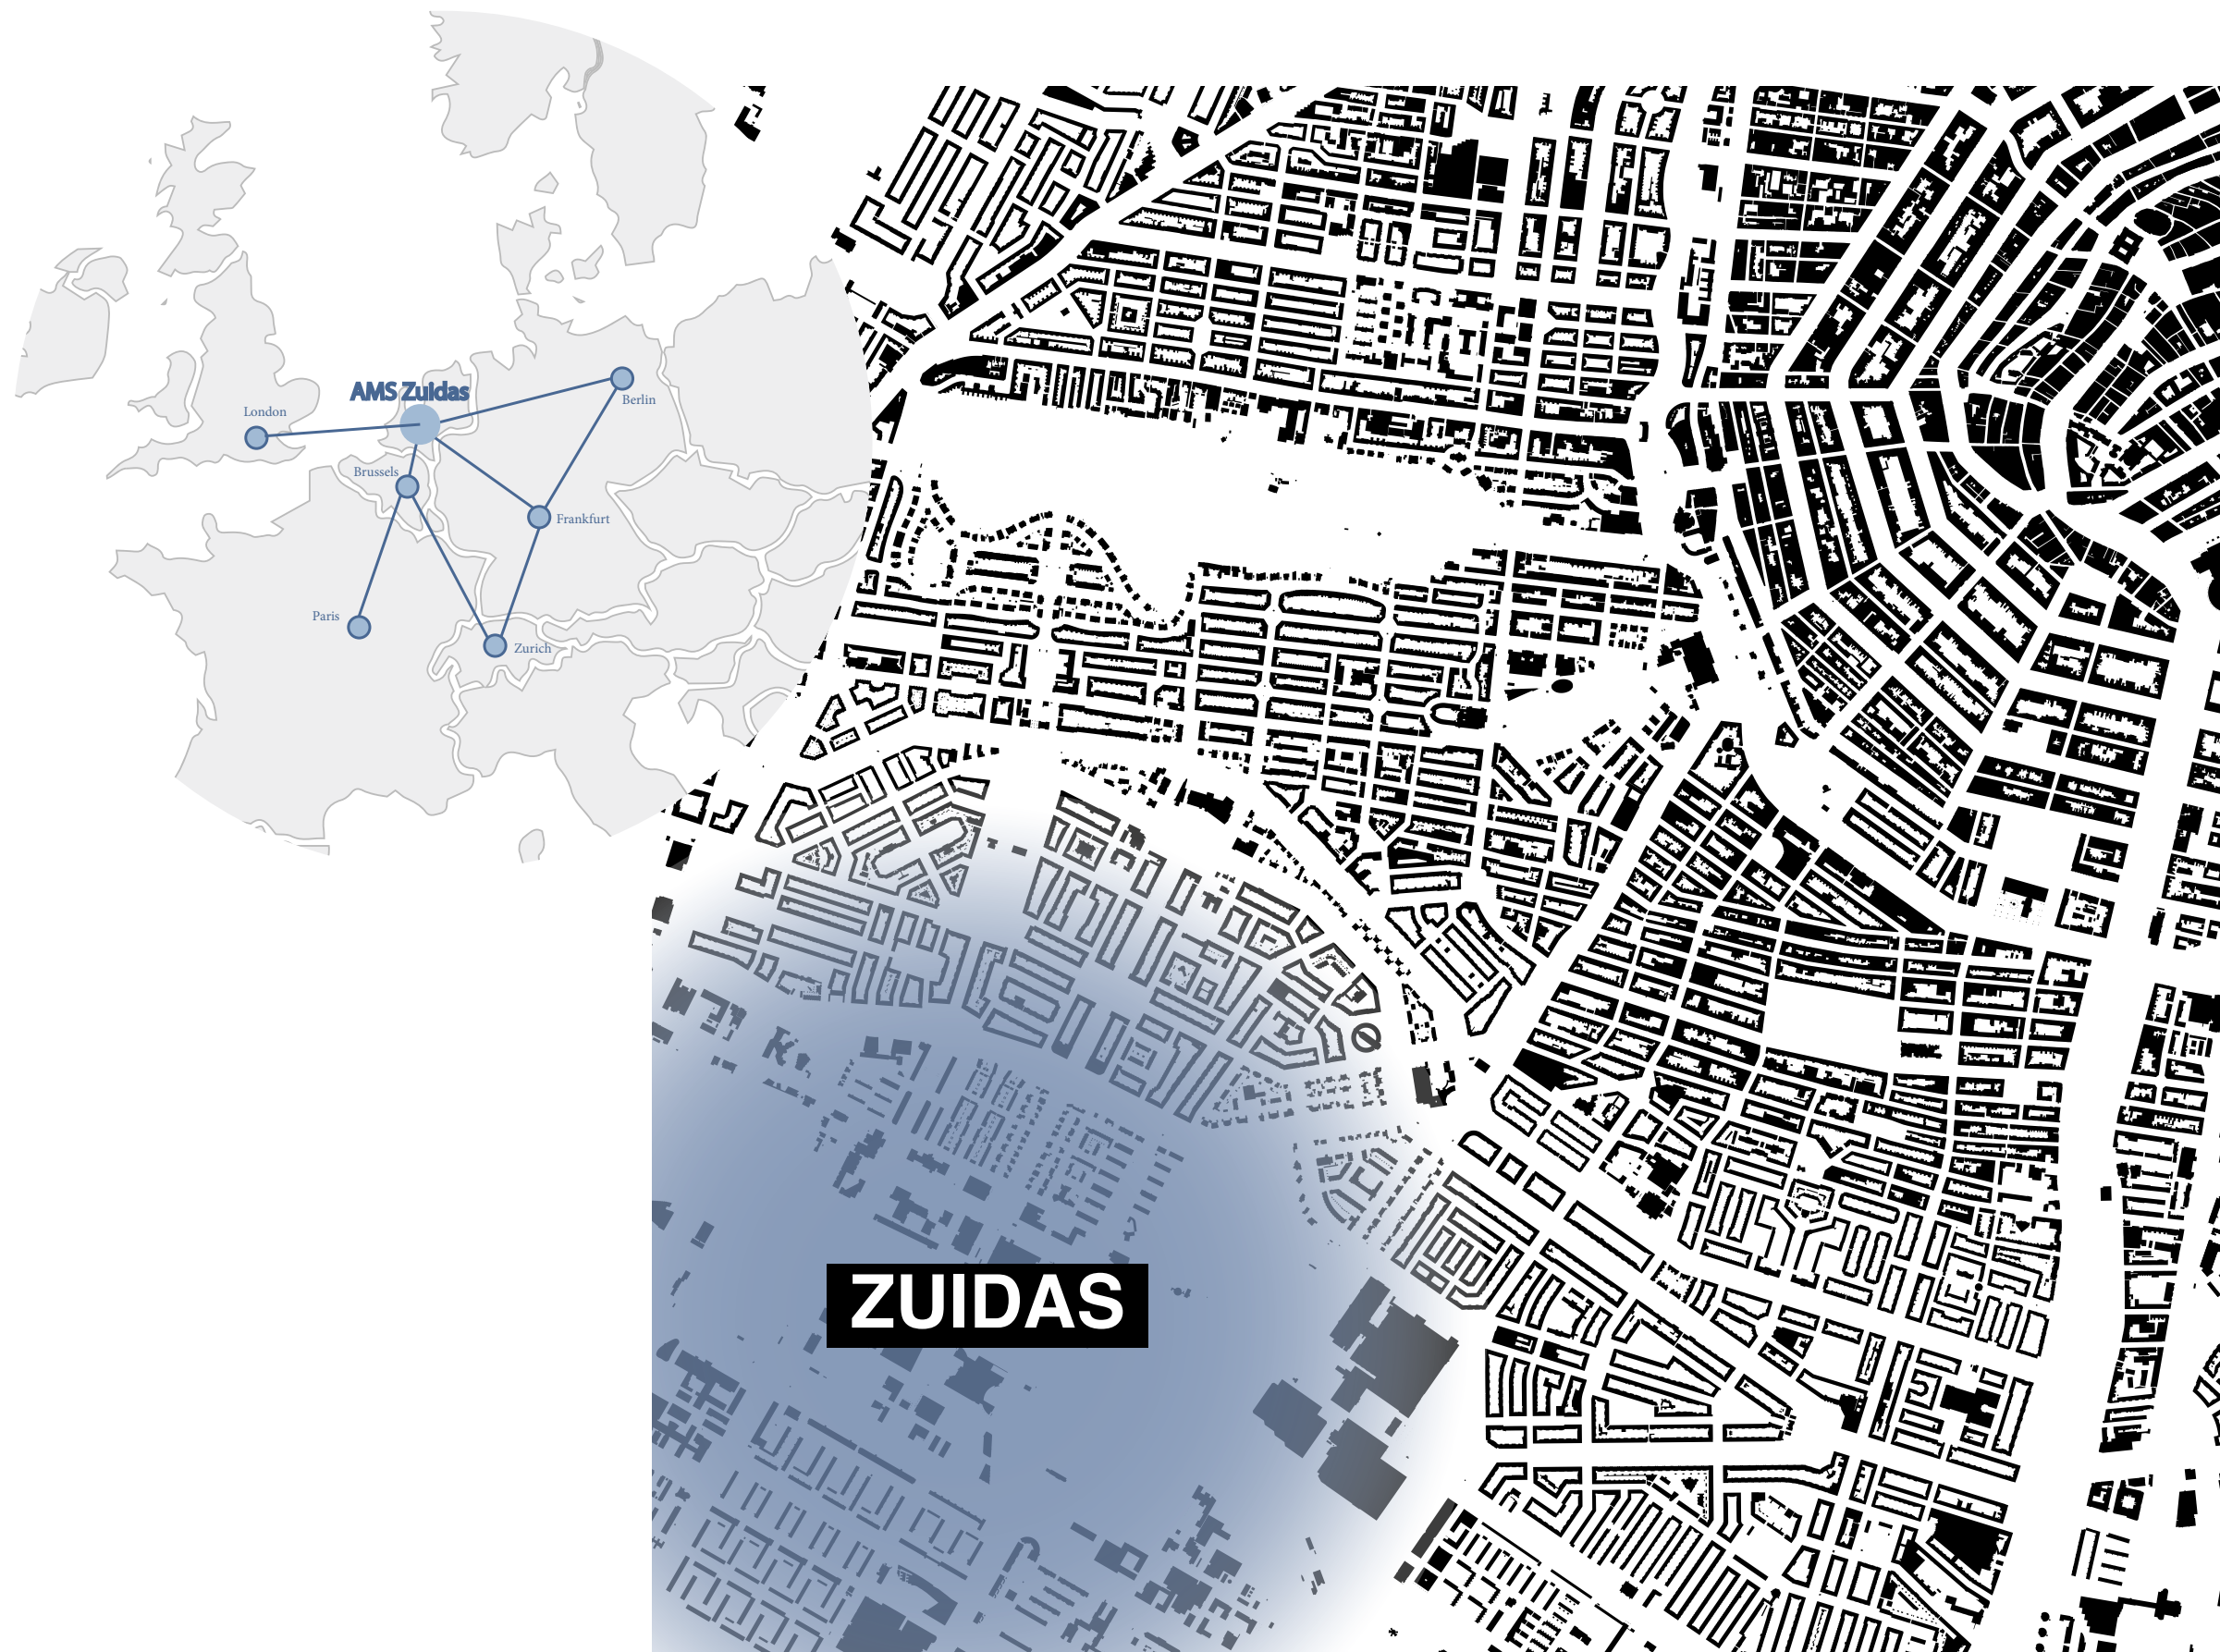 AMS Zuidas
Berlin
London
Brussels
Frankfurt
Paris
Zurich
ZUIDAS